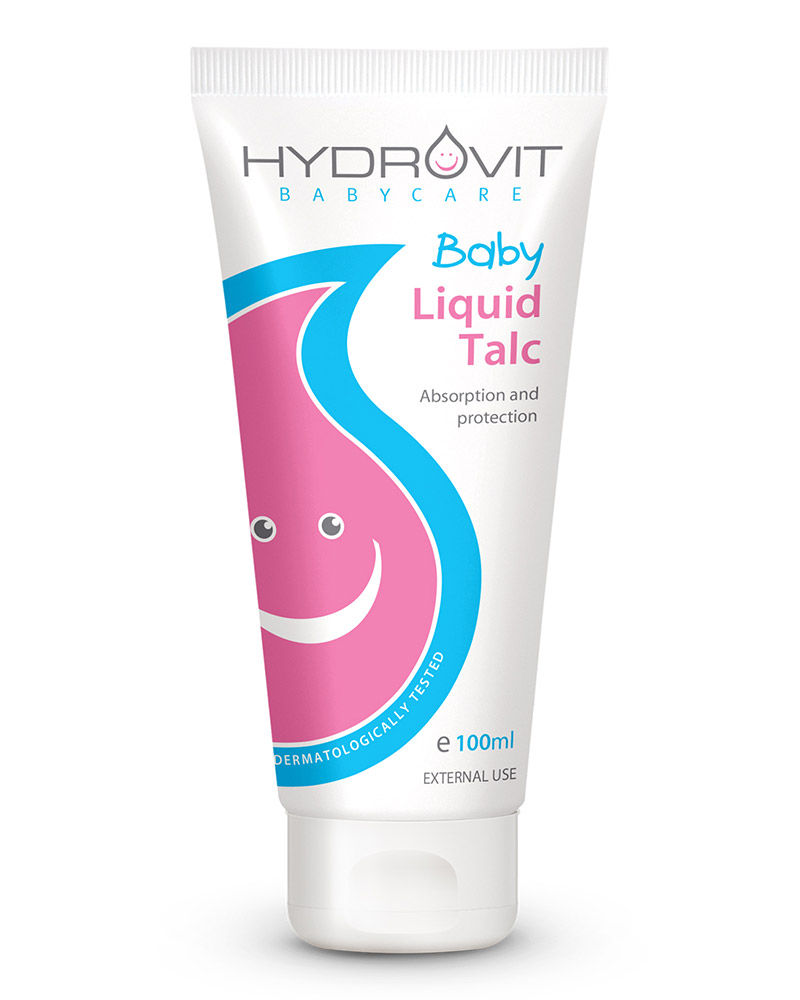 HYDROVIT
BABYCARE
Baby
Liquid
Talc
Absorption and
protection
DERMATOLOGICALLY TESTED
e 100ml
EXTERNAL USE